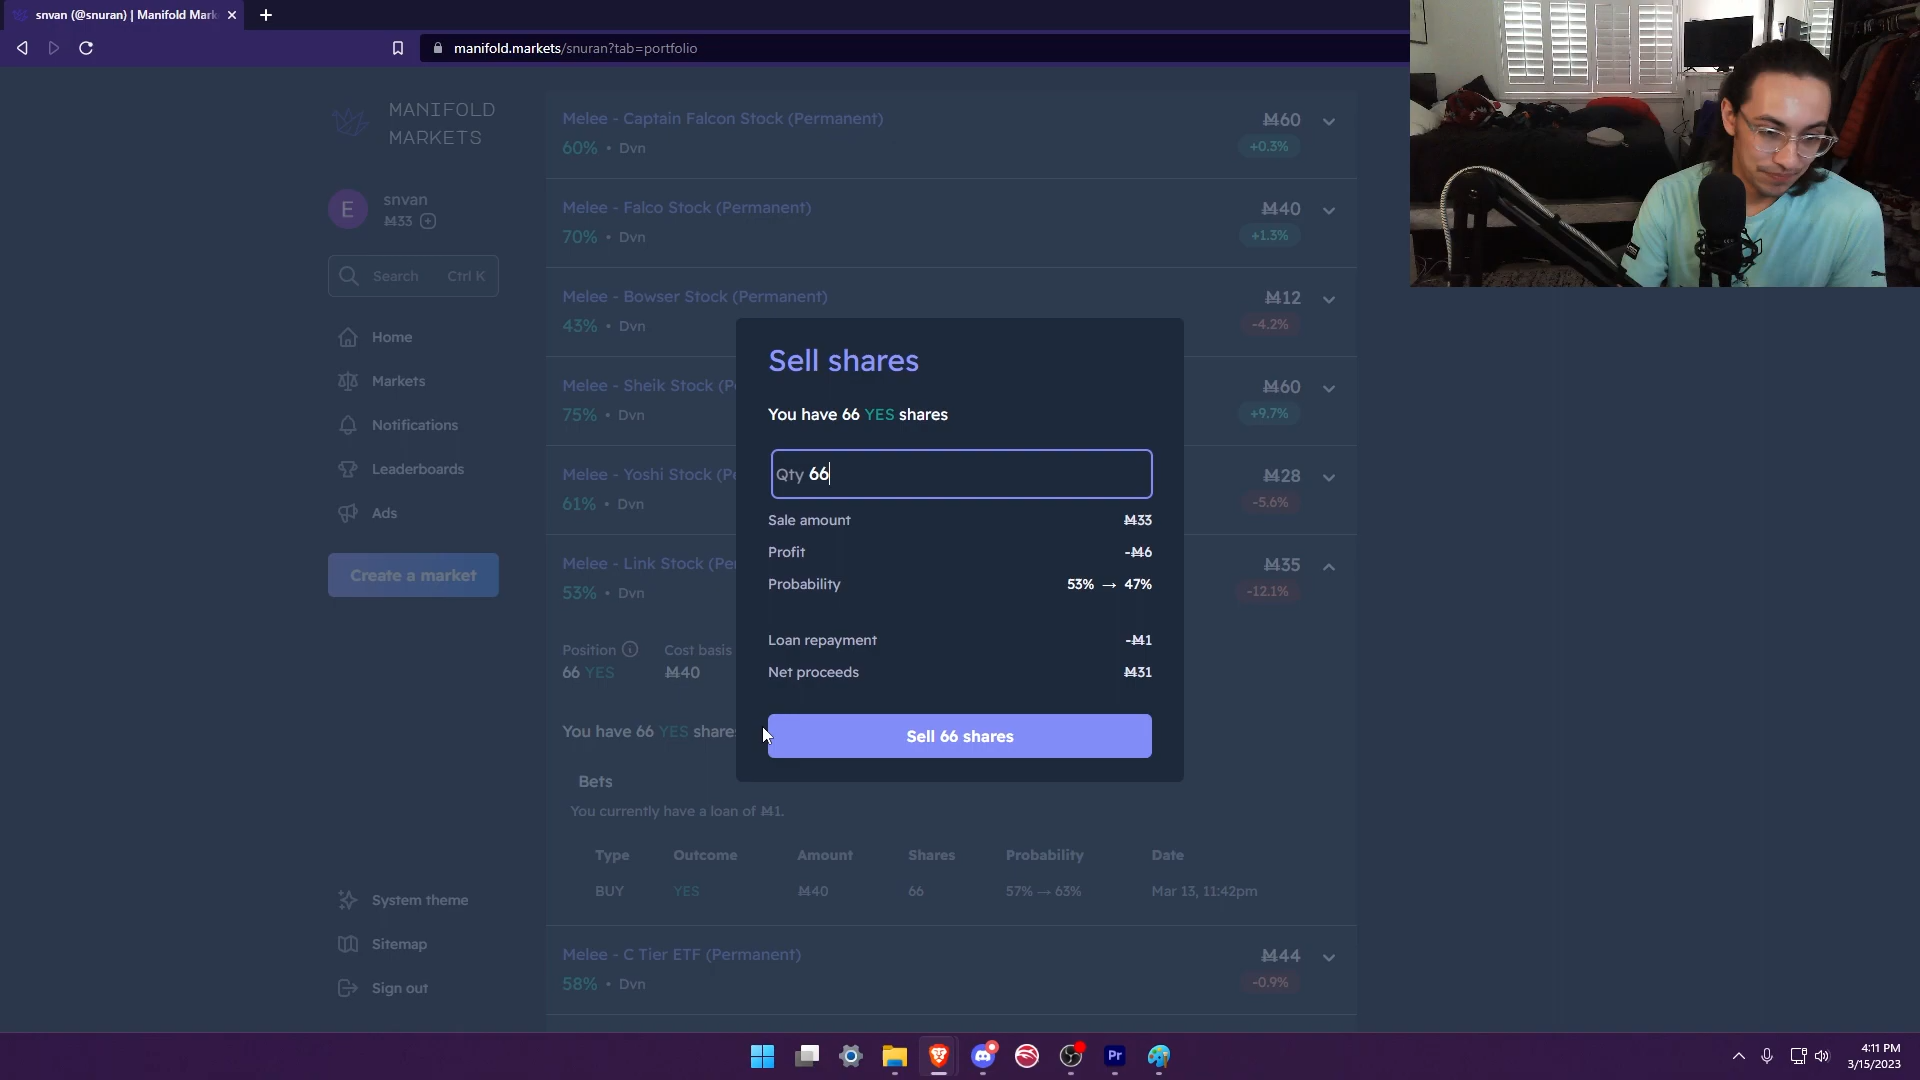 snvan (@snuran) | Manifold Mark
manifold.markets/snuran?tab=portfolio
MANIFOLD
MARKETS
E
snvan
M33
Search Ctrl K
Home
Markets
Notifications
Leaderboards
Ads
Create a market
System theme
Sitemap
Sign out
Melee - Captain Falcon Stock (Permanent) M60
60% • Dvn +0.3%
Melee - Falco Stock (Permanent) M40
70% • Dvn +1.3%
Melee - Bowser Stock (Permanent) M12
43% • Dvn -4.2%
Melee - Sheik Stock (P M60
75% • Dvn +9.7%
Melee - Yoshi Stock (Pe M28
61% • Dvn -5.6%
Melee - Link Stock (Per M35
53% • Dvn -12.1%
Position Cost basis
66 YES M40
You have 66 YES shares
Bets
You currently have a loan of M1.
Type Outcome Amount Shares Probability Date
BUY YES M40 66 57% → 63% Mar 13, 11:42pm
Melee - C Tier ETF (Permanent) M44
58% • Dvn -0.9%
Sell shares
You have 66 YES shares
Qty 66
Sale amount M33
Profit -M6
Probability 53% → 47%
Loan repayment -M1
Net proceeds M31
Sell 66 shares
Pr
4:11 PM
3/15/2023